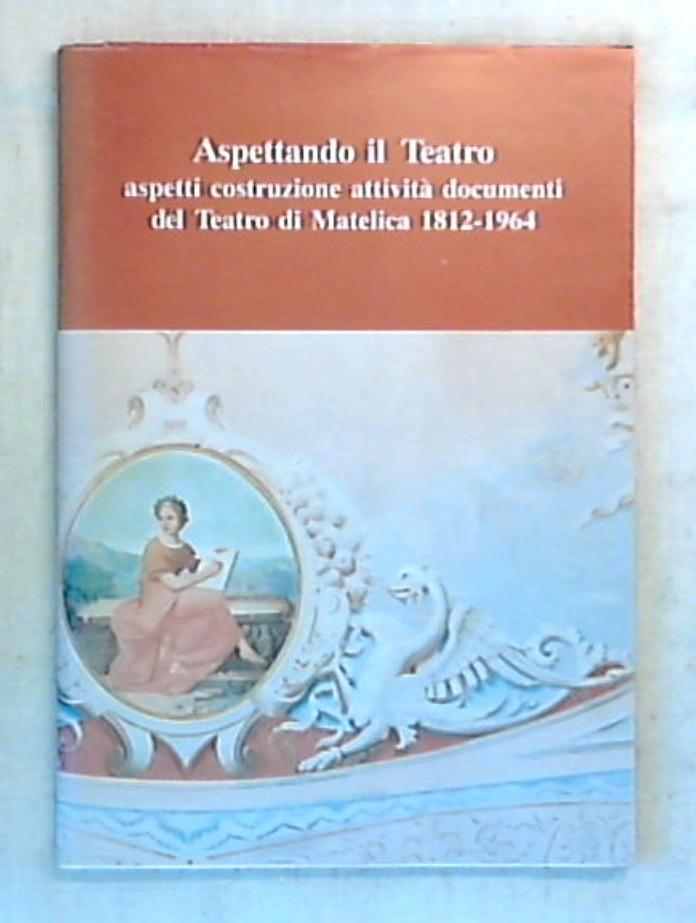 Aspettando il Teatro
aspetti costruzione attività documenti
del Teatro di Matelica 1812-1964